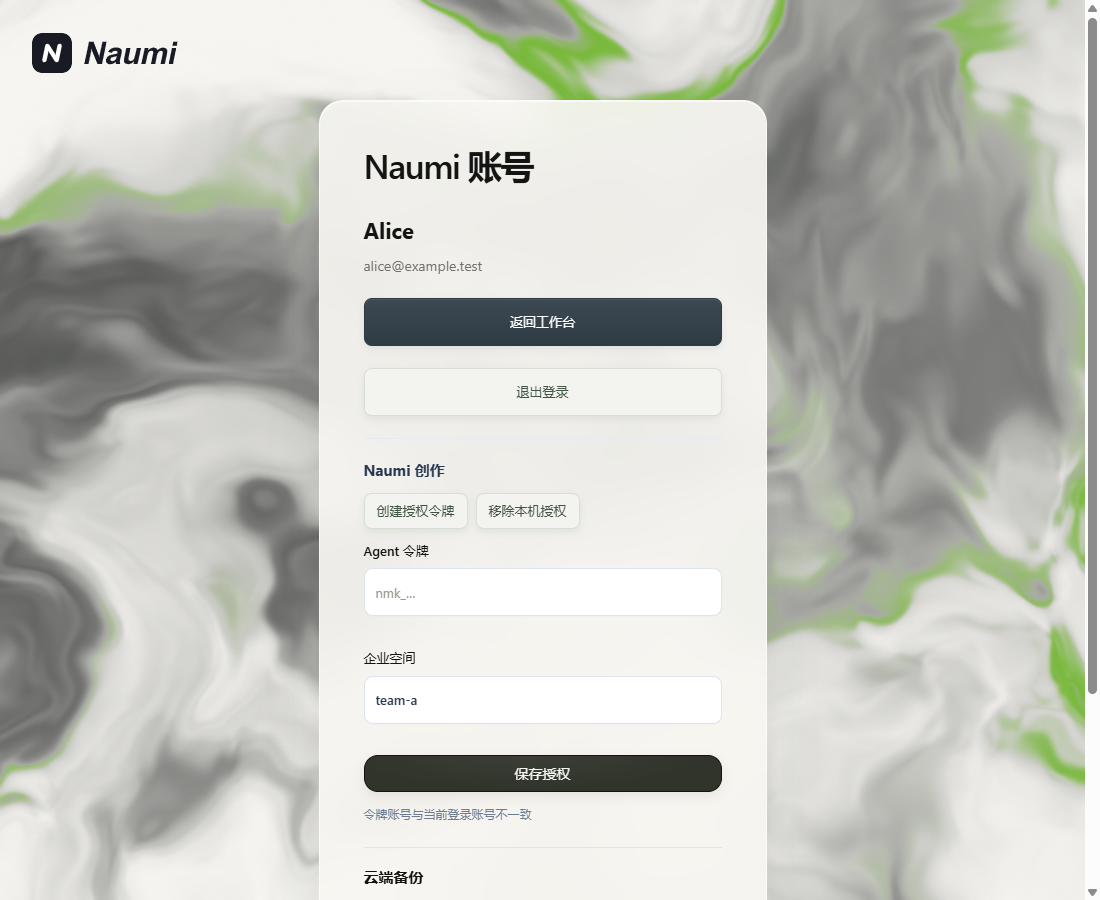 N Naumi
Naumi 账号
Alice
alice@example.test
返回工作台
退出登录
Naumi 创作
创建授权令牌 移除本机授权
Agent 令牌
nmk_...
企业空间
team-a
保存授权
令牌账号与当前登录账号不一致
云端备份